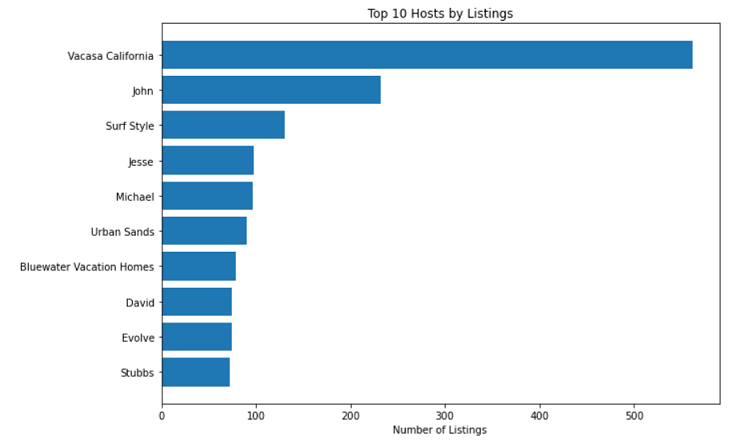 Top 10 Hosts by Listings
Vacasa California
John
Surf Style
Jesse
Michael
Urban Sands
Bluewater Vacation Homes
David
Evolve
Stubbs
0 100 200 300 400 500
Number of Listings